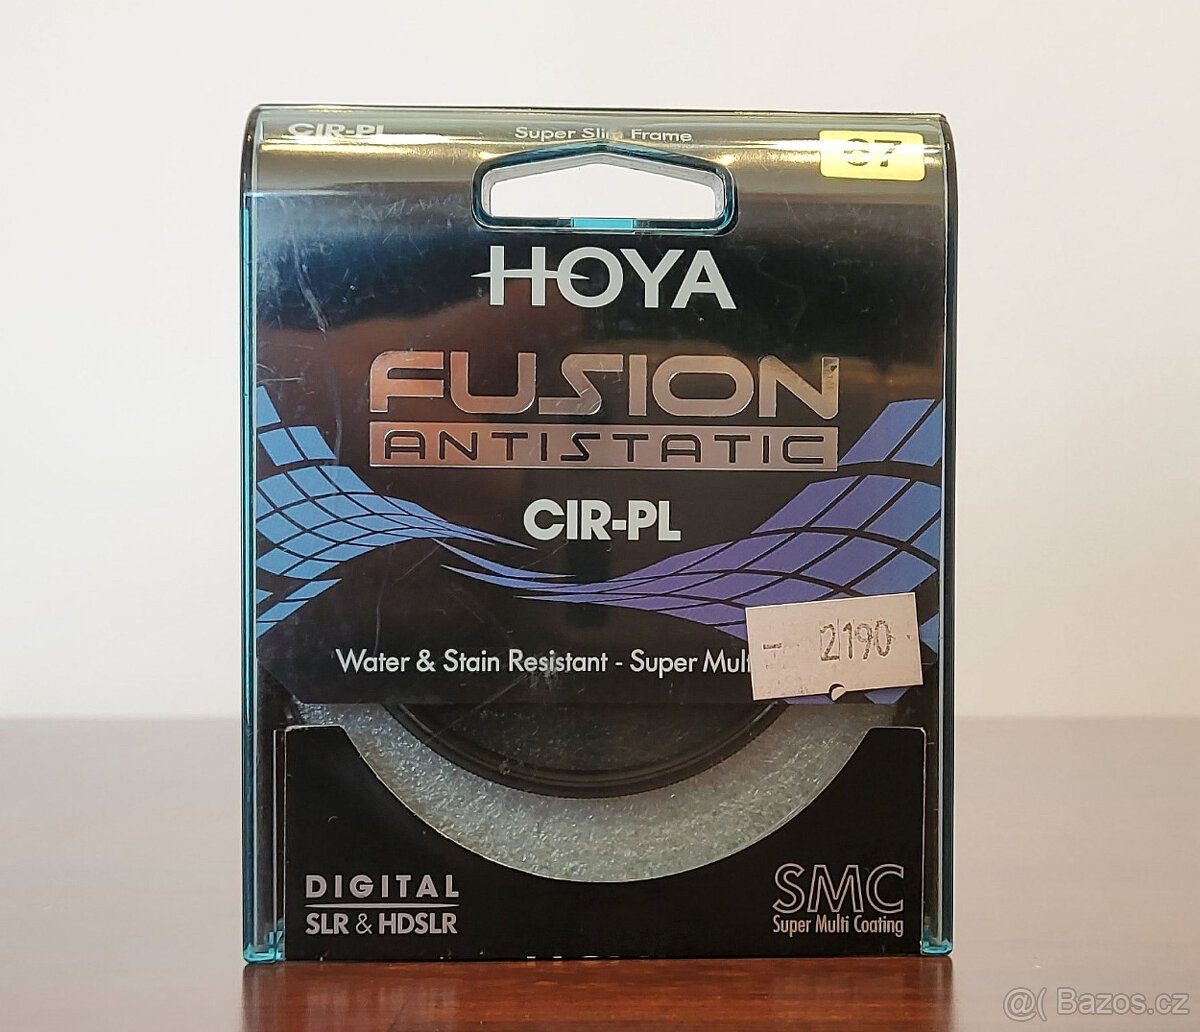 CIR-PL
Super Slim Frame
67
HOYA
FUSION
ANTISTATIC
CIR-PL
Water & Stain Resistant - Super Mult
2190
DIGITAL
SLR & HDSLR
SMC
Super Multi Coating
@( Bazos.cz